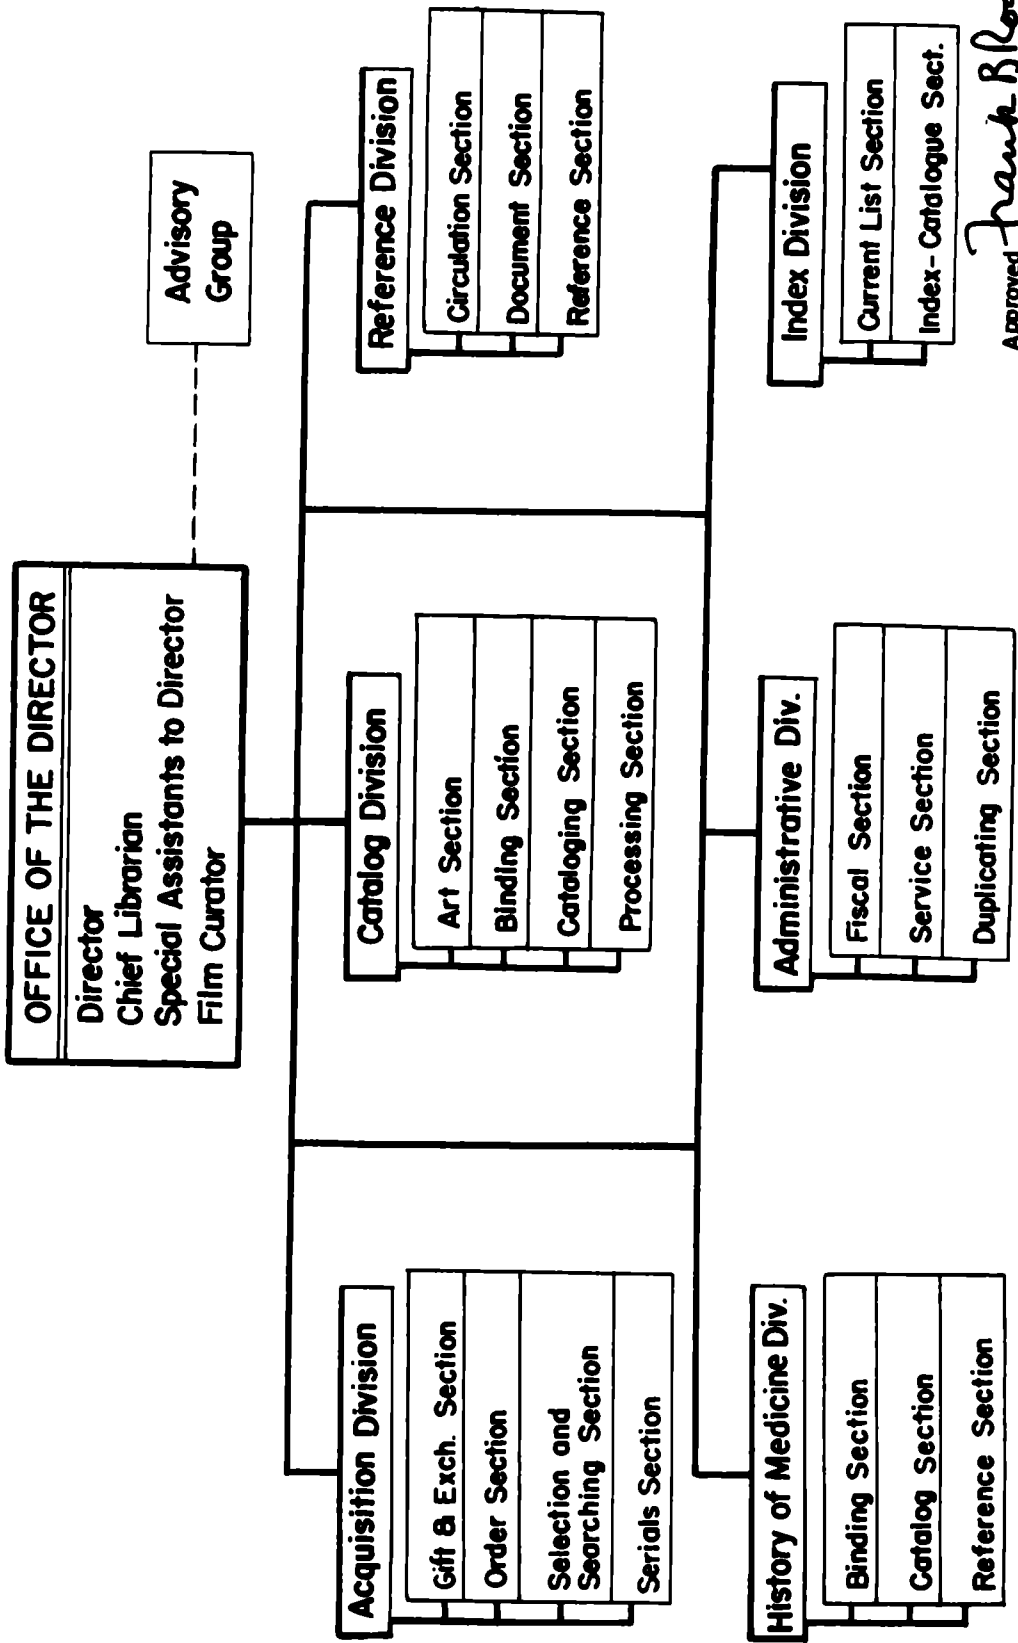 OFFICE OF THE DIRECTOR
Director
Chief Librarian
Special Assistants to Director
Film Curator
Advisory
Group
Acquisition Division
Gift & Exch. Section
Order Section
Selection and
Searching Section
Serials Section
Catalog Division
Art Section
Binding Section
Cataloging Section
Processing Section
Reference Division
Circulation Section
Document Section
Reference Section
History of Medicine Div.
Binding Section
Catalog Section
Reference Section
Administrative Div.
Fiscal Section
Service Section
Duplicating Section
Index Division
Current List Section
Index-Catalogue Sect.
Approved Frank B